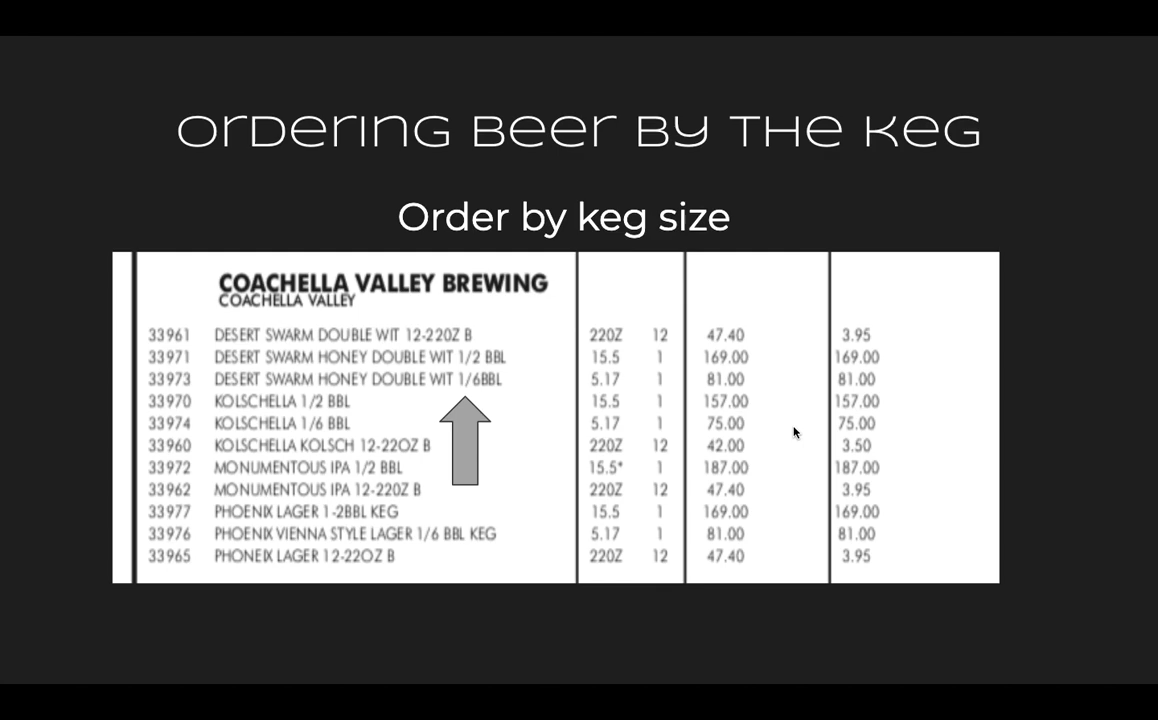 Ordering Beer By The Keg
Order by keg size
COACHELLA VALLEY BREWING
COACHELLA VALLEY
33961 DESERT SWARM DOUBLE WIT 12-22OZ B 22OZ 12 47.40 3.95
33971 DESERT SWARM HONEY DOUBLE WIT 1/2 BBL 15.5 1 169.00 169.00
33973 DESERT SWARM HONEY DOUBLE WIT 1/6BBL 5.17 1 81.00 81.00
33970 KOLSCHELLA 1/2 BBL 15.5 1 157.00 157.00
33974 KOLSCHELLA 1/6 BBL 5.17 1 75.00 75.00
33960 KOLSCHELLA KOLSCH 12-22OZ B 22OZ 12 42.00 3.50
33972 MONUMENTOUS IPA 1/2 BBL 15.5* 1 187.00 187.00
33962 MONUMENTOUS IPA 12-22OZ B 22OZ 12 47.40 3.95
33977 PHOENIX LAGER 1-2BBL KEG 15.5 1 169.00 169.00
33976 PHOENIX VIENNA STYLE LAGER 1/6 BBL KEG 5.17 1 81.00 81.00
33965 PHONEIX LAGER 12-22OZ B 22OZ 12 47.40 3.95